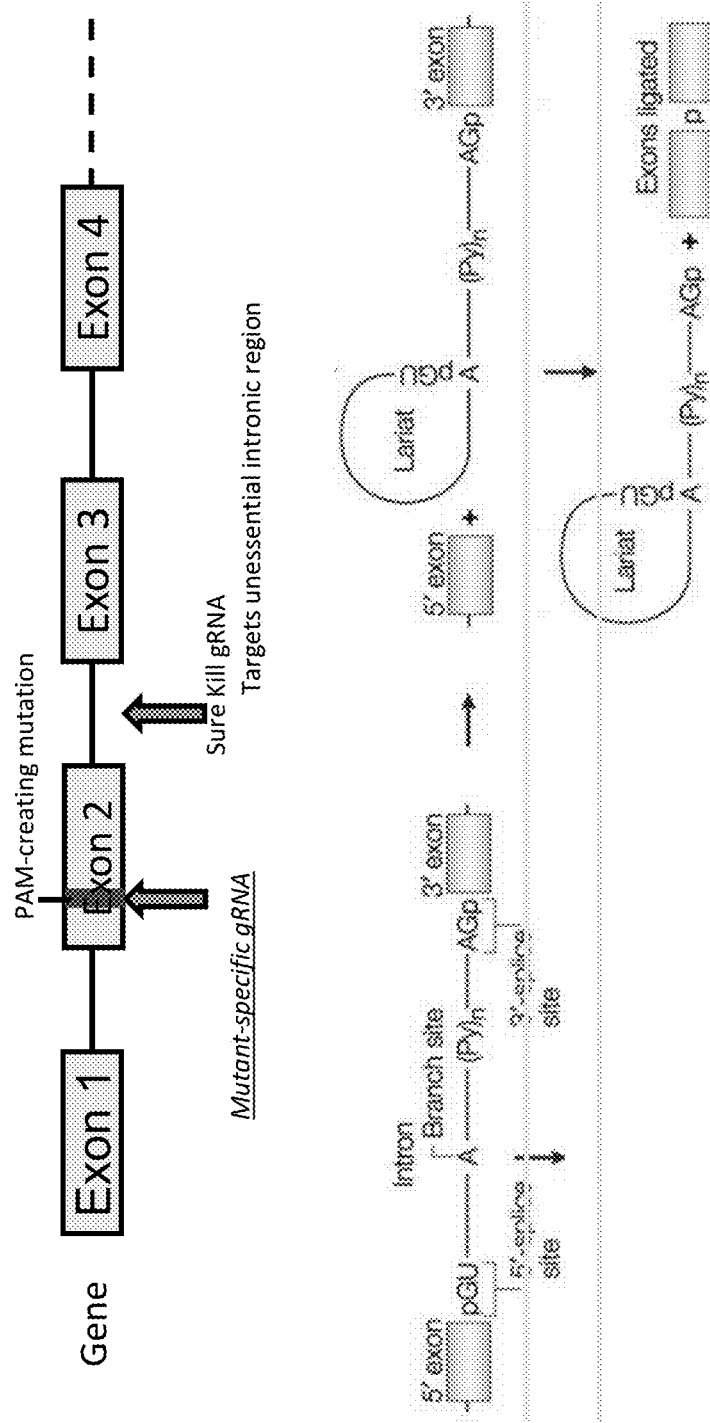 PAM-creating mutation
Gene
Exon 1
Exon 2
Exon 3
Exon 4
Mutant-specific gRNA
Sure Kill gRNA
Targets unessential intronic region
Intron
Branch site
5' exon
pGU
A
(Py)n
AGp
3' exon
5'-splice
site
3'-splice
site
Lariat
pGU
5' exon
+
A
(Py)n
AGp
3' exon
Lariat
pGU
A
(Py)n
AGp
+
Exons ligated
p